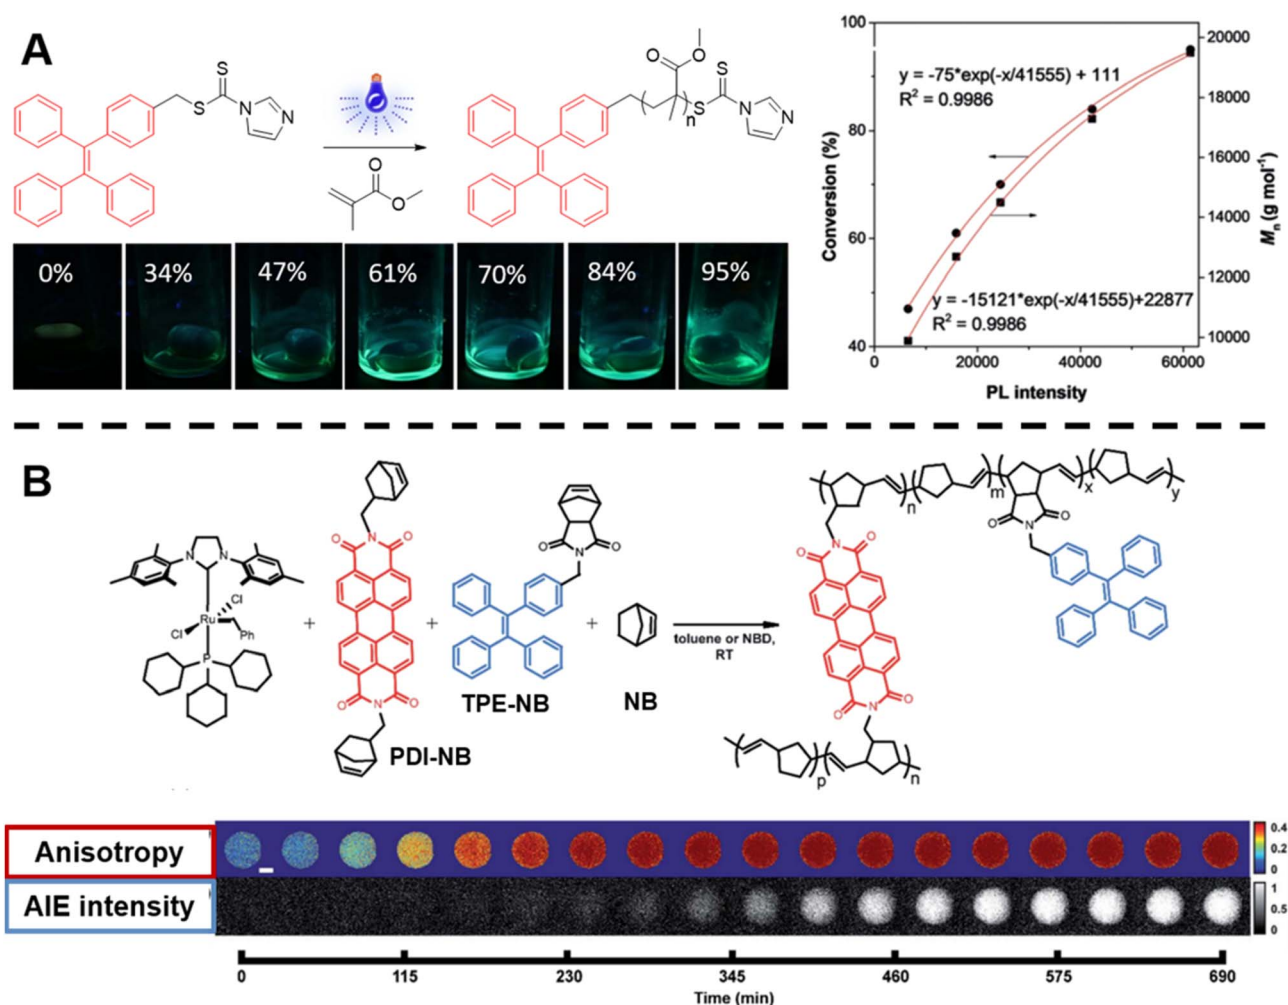 A
S
S
N
N
O
O
n
O
O
S
S
N
N
0%
34%
47%
61%
70%
84%
95%
y = -75*exp(-x/41555) + 111
R² = 0.9986
y = -15121*exp(-x/41555)+22877
R² = 0.9986
Conversion (%)
100
80
60
40
0
20000
40000
60000
PL intensity
20000
18000
16000
14000
12000
10000
Mn (g mol⁻¹)
B
N
N
Cl
Cl
Ru
Ph
P
+
O
N
O
O
N
O
PDI-NB
+
O
N
O
TPE-NB
+
NB
toluene or NBD,
RT
n
m
x
y
O
N
O
O
N
O
O
N
O
p
n
Anisotropy
0.4
0.2
0
AIE intensity
1
0.5
0
0
115
230
345
460
575
690
Time (min)